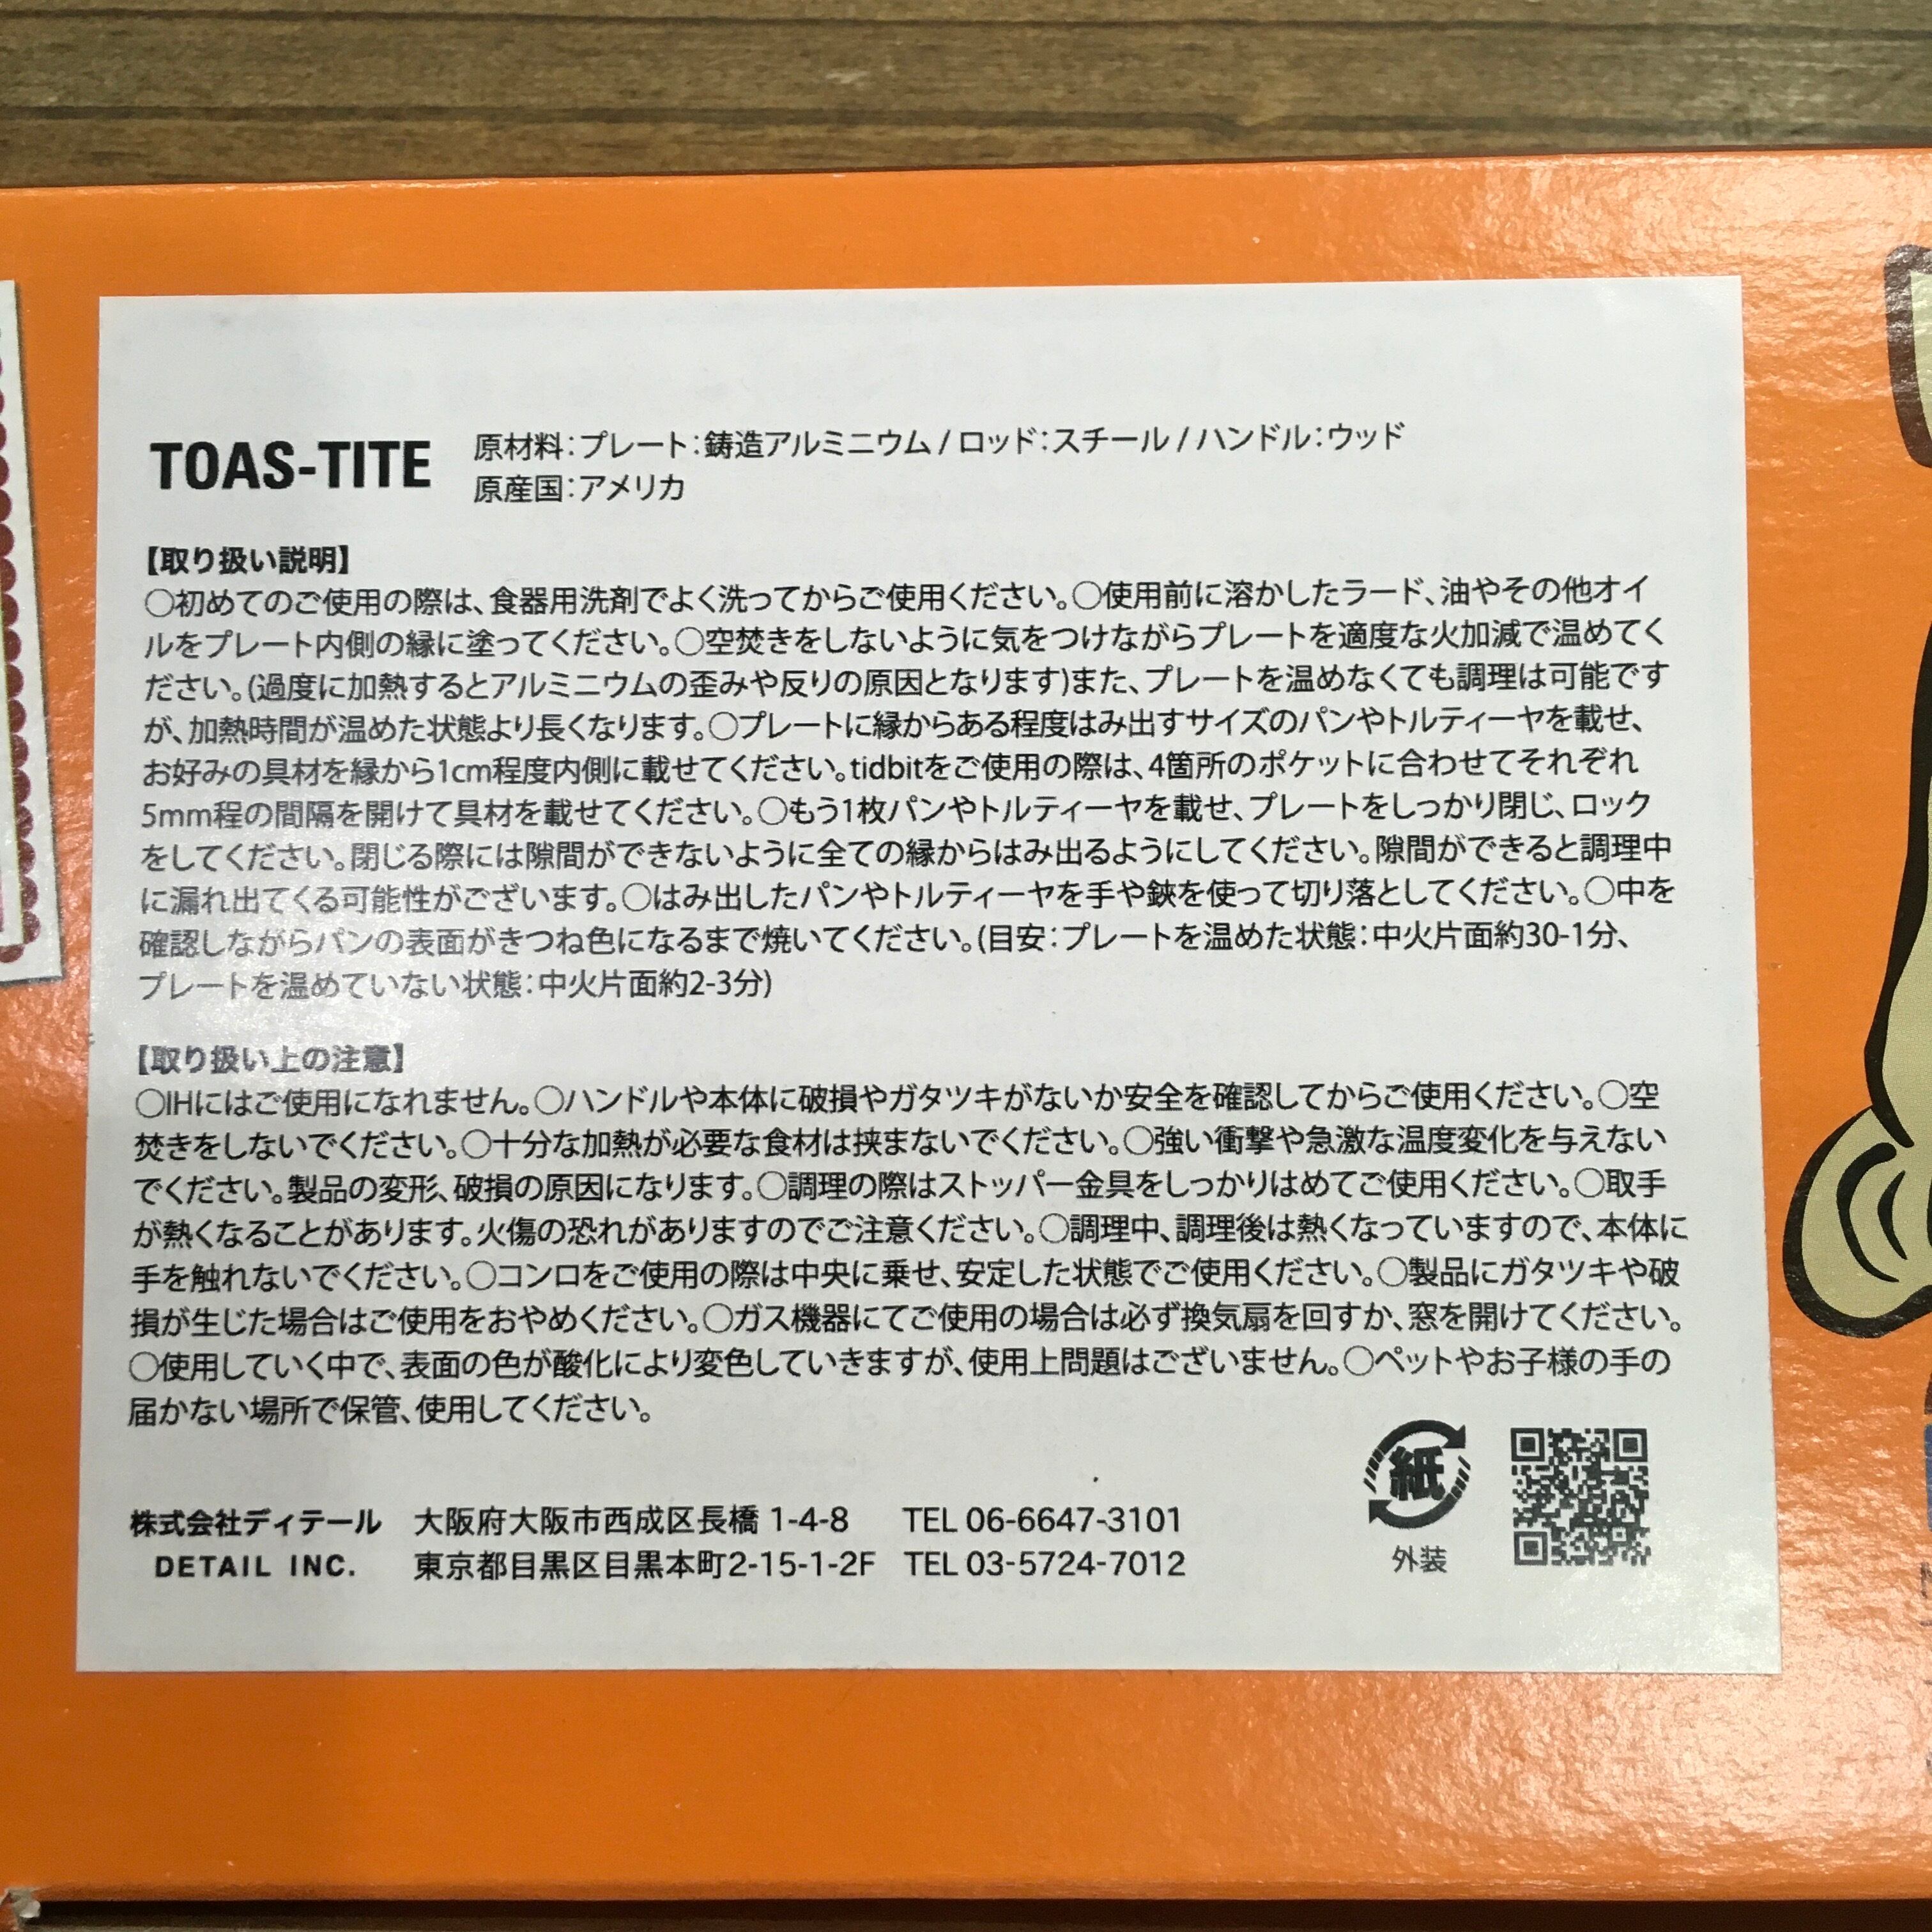 TOAS-TITE
原材料：プレート：鋳造アルミニウム / ロッド：スチール / ハンドル：ウッド
原産国：アメリカ
【取り扱い説明】
○初めてのご使用の際は、食器用洗剤でよく洗ってからご使用ください。○使用前に溶かしたラード、油やその他オイ
ルをプレート内側の縁に塗ってください。○空焚きをしないように気をつけながらプレートを適度な火加減で温めてく
ださい。(過度に加熱するとアルミニウムの歪みや反りの原因となります)また、プレートを温めなくても調理は可能です
が、加熱時間が温めた状態より長くなります。○プレートに縁からある程度はみ出すサイズのパンやトルティーヤを載せ、
お好みの具材を縁から1cm程度内側に載せてください。tidbitをご使用の際は、4箇所のポケットに合わせてそれぞれ
5mm程の間隔を開けて具材を載せてください。○もう1枚パンやトルティーヤを載せ、プレートをしっかり閉じ、ロック
をしてください。閉じる際には隙間ができないように全ての縁からはみ出るようにしてください。隙間ができると調理中
に漏れ出てくる可能性がございます。○はみ出したパンやトルティーヤを手や鋏を使って切り落としてください。○中を
確認しながらパンの表面がきつね色になるまで焼いてください。(目安：プレートを温めた状態：中火片面約30-1分、
プレートを温めていない状態：中火片面約2-3分)
【取り扱い上の注意】
○IHにはご使用になれません。○ハンドルや本体に破損やガタツキがないか安全を確認してからご使用ください。○空
焚きをしないでください。○十分な加熱が必要な食材は挟まないでください。○強い衝撃や急激な温度変化を与えない
でください。製品の変形、破損の原因になります。○調理の際はストッパー金具をしっかりはめてご使用ください。○取手
が熱くなることがあります。火傷の恐れがありますのでご注意ください。○調理中、調理後は熱くなっていますので、本体に
手を触れないでください。○コンロをご使用の際は中央に乗せ、安定した状態でご使用ください。○製品にガタツキや破
損が生じた場合はご使用をおやめください。○ガス機器にてご使用の場合は必ず換気扇を回すか、窓を開けてください。
○使用していく中で、表面の色が酸化により変色していきますが、使用上問題はございません。○ペットやお子様の手の
届かない場所で保管、使用してください。
紙
外装
株式会社ディテール 大阪府大阪市西成区長橋 1-4-8 TEL 06-6647-3101
DETAIL INC. 東京都目黒区目黒本町2-15-1-2F TEL 03-5724-7012